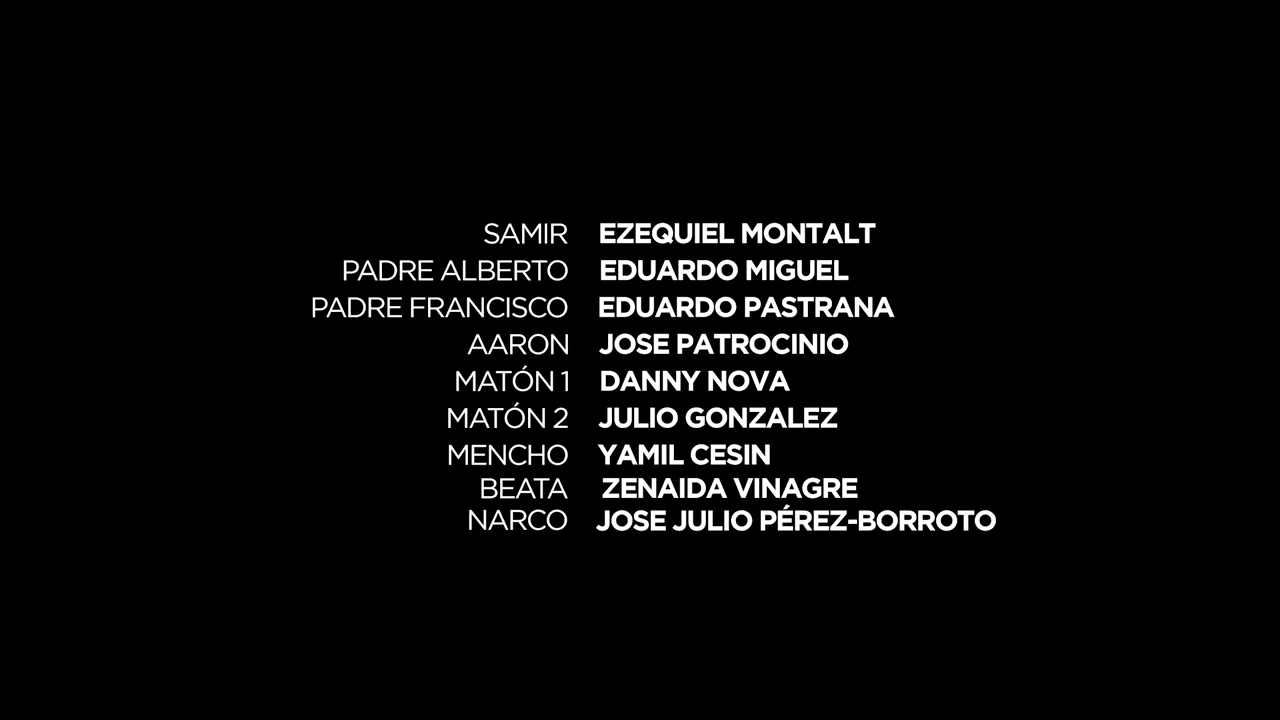 SAMIR EZEQUIEL MONTALT
PADRE ALBERTO EDUARDO MIGUEL
PADRE FRANCISCO EDUARDO PASTRANA
AARON JOSE PATROCINIO
MATÓN 1 DANNY NOVA
MATÓN 2 JULIO GONZALEZ
MENCHO YAMIL CESIN
BEATA ZENAIDA VINAGRE
NARCO JOSE JULIO PÉREZ-BORROTO